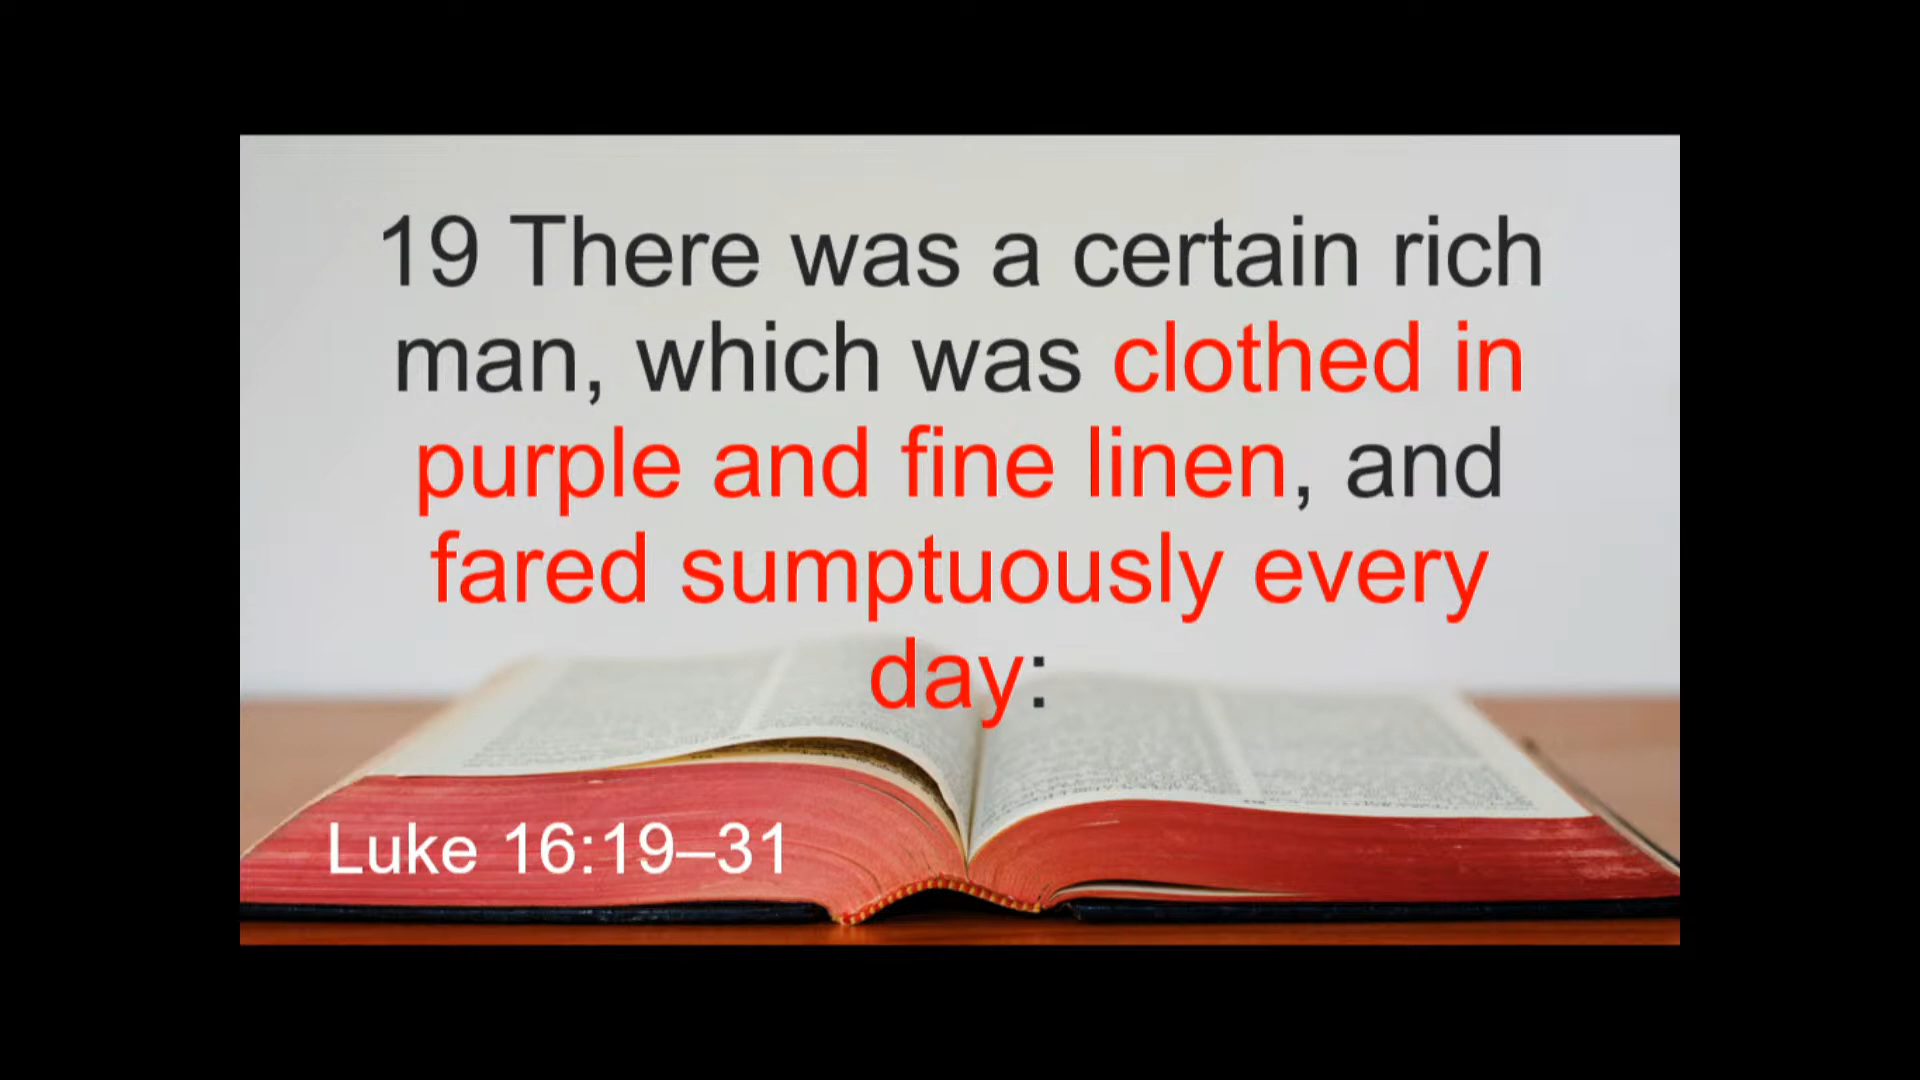 19 There was a certain rich
man, which was clothed in
purple and fine linen, and
fared sumptuously every
day:
Luke 16:19–31